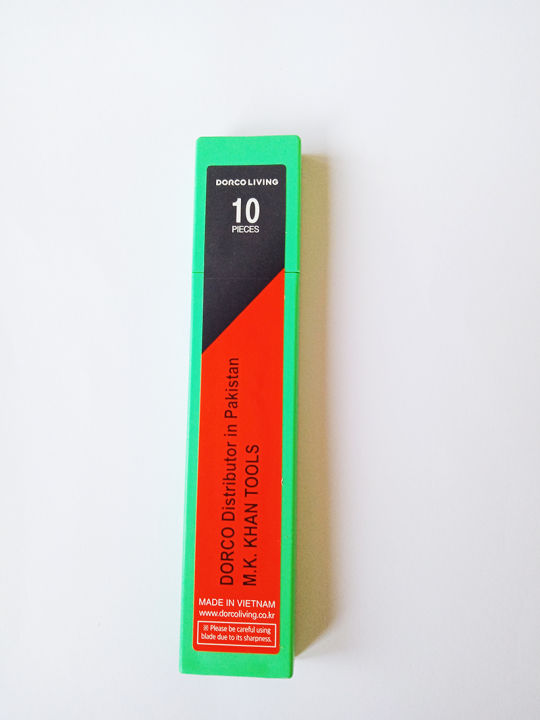 DORCO LIVING
10
PIECES
DORCO Distributor in Pakistan
M.K. KHAN TOOLS
MADE IN VIETNAM
www.dorcoliving.co.kr
※ Please be careful using
blade due to its sharpness.